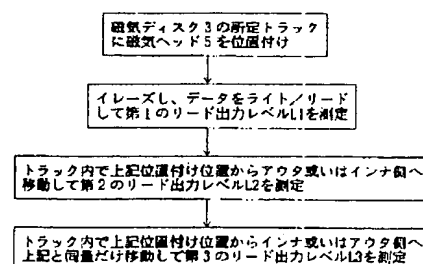 磁気ディスク3の所定トラック
に磁気ヘッド5を位置付け
イレーズし、データをライト/リード
して第1のリード出力レベルL1を測定
トラック内で上記位置付け位置からアウタ或いはインナ側へ
移動して第2のリード出力レベルL2を測定
トラック内で上記位置付け位置からインナ或いはアウタ側へ
上記と同量だけ移動して第3のリード出力レベルL3を測定